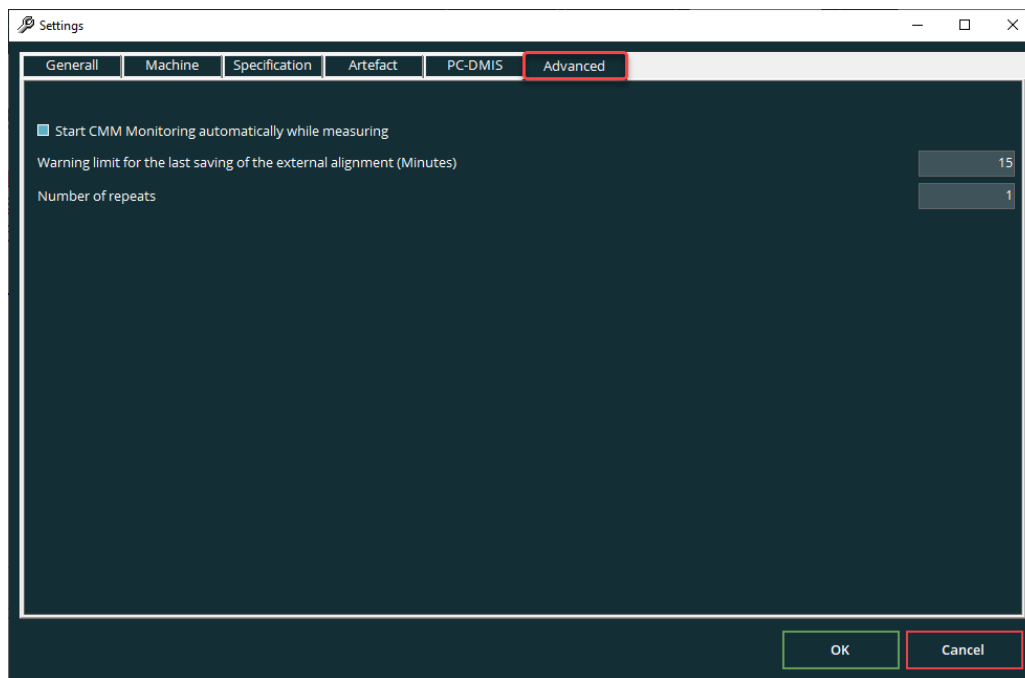 Settings
Generall Machine Specification Artefact PC-DMIS Advanced
Start CMM Monitoring automatically while measuring
Warning limit for the last saving of the external alignment (Minutes) 15
Number of repeats 1
OK Cancel